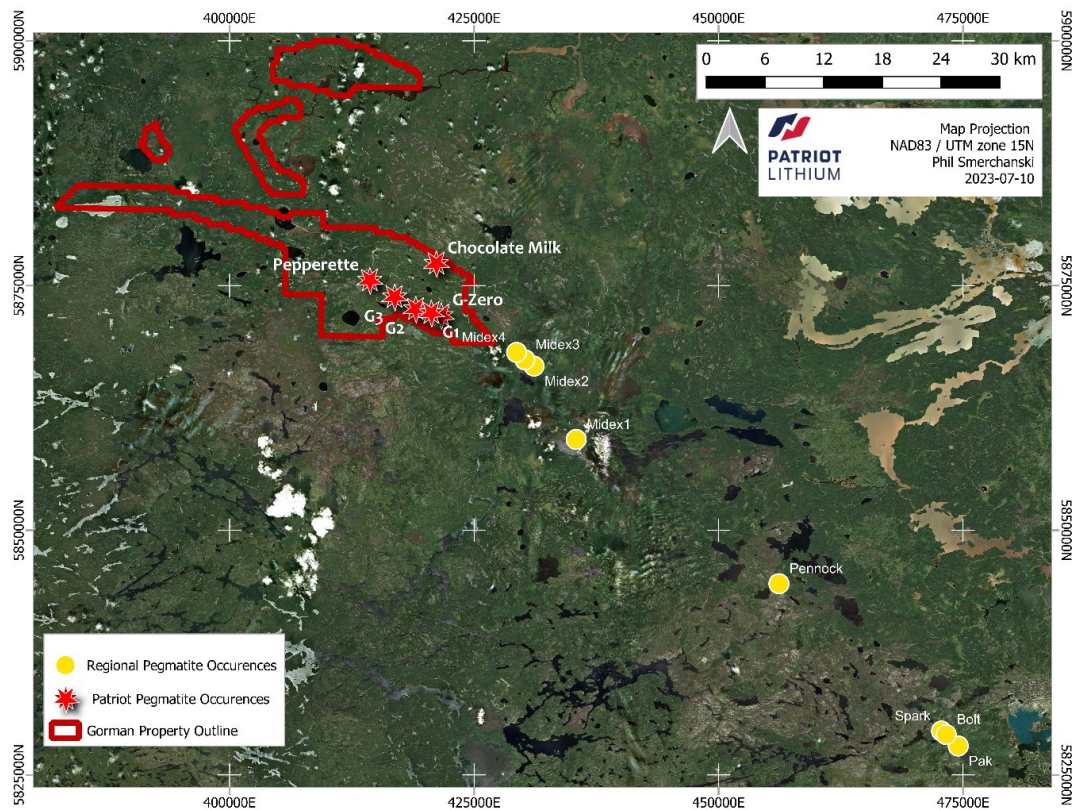 400000E 425000E 450000E 475000E
5900000N 5900000N
0 6 12 18 24 30 km
PATRIOT
LITHIUM
Map Projection
NAD83 / UTM zone 15N
Phil Smerchanski
2023-07-10
Chocolate Milk
Pepperette
5875000N 5875000N
G-Zero
G3
G2
G1
Midex4
Midex3
Midex2
Midex1
5850000N 5850000N
Pennock
Regional Pegmatite Occurences
Patriot Pegmatite Occurences
Gorman Property Outline
Spark
Bolt
Pak
5825000N 5825000N
400000E 425000E 450000E 475000E